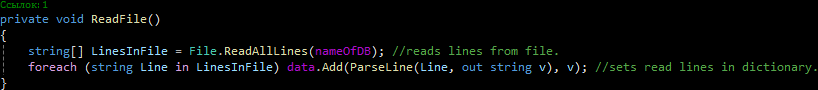 Ссылок: 1
private void ReadFile()
{
string[] LinesInFile = File.ReadAllLines(nameOfDB); //reads lines from file.
foreach (string Line in LinesInFile) data.Add(ParseLine(Line, out string v), v); //sets read lines in dictionary.
}